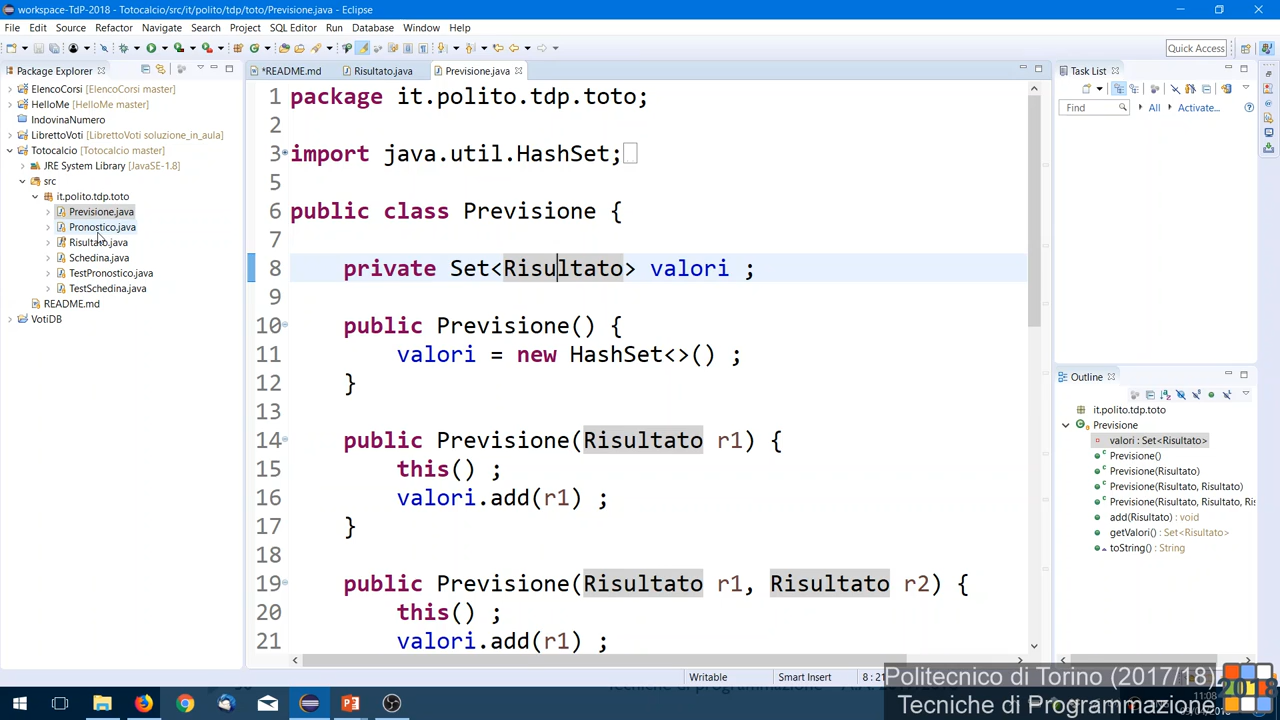 workspace-TdP-2018 - Totocalcio/src/it/polito/tdp/toto/Previsione.java - Eclipse
File Edit Source Refactor Navigate Search Project SQL Editor Run Database Window Help
Quick Access
Package Explorer
ElencoCorsi [ElencoCorsi master]
HelloMe [HelloMe master]
IndovinaNumero
LibrettoVoti [LibrettoVoti soluzione_in_aula]
Totocalcio [Totocalcio master]
JRE System Library [JavaSE-1.8]
src
it.polito.tdp.toto
Previsione.java
Pronostico.java
Risultato.java
Schedina.java
TestPronostico.java
TestSchedina.java
README.md
VotiDB
*README.md Risultato.java Previsione.java
1 package it.polito.tdp.toto;
2
3 import java.util.HashSet;
5
6 public class Previsione {
7
8 private Set<Risultato> valori ;
9
10 public Previsione() {
11 valori = new HashSet<>() ;
12 }
13
14 public Previsione(Risultato r1) {
15 this() ;
16 valori.add(r1) ;
17 }
18
19 public Previsione(Risultato r1, Risultato r2) {
20 this() ;
21 valori.add(r1) ;
Task List
Find All Activate...
Outline
it.polito.tdp.toto
Previsione
valori : Set<Risultato>
Previsione()
Previsione(Risultato)
Previsione(Risultato, Risultato)
Previsione(Risultato, Risultato, Ris
add(Risultato) : void
getValori() : Set<Risultato>
toString() : String
Writable Smart Insert 8 : 21
Politecnico di Torino (2017/18)
Tecniche di Programmazione
2018
11:08